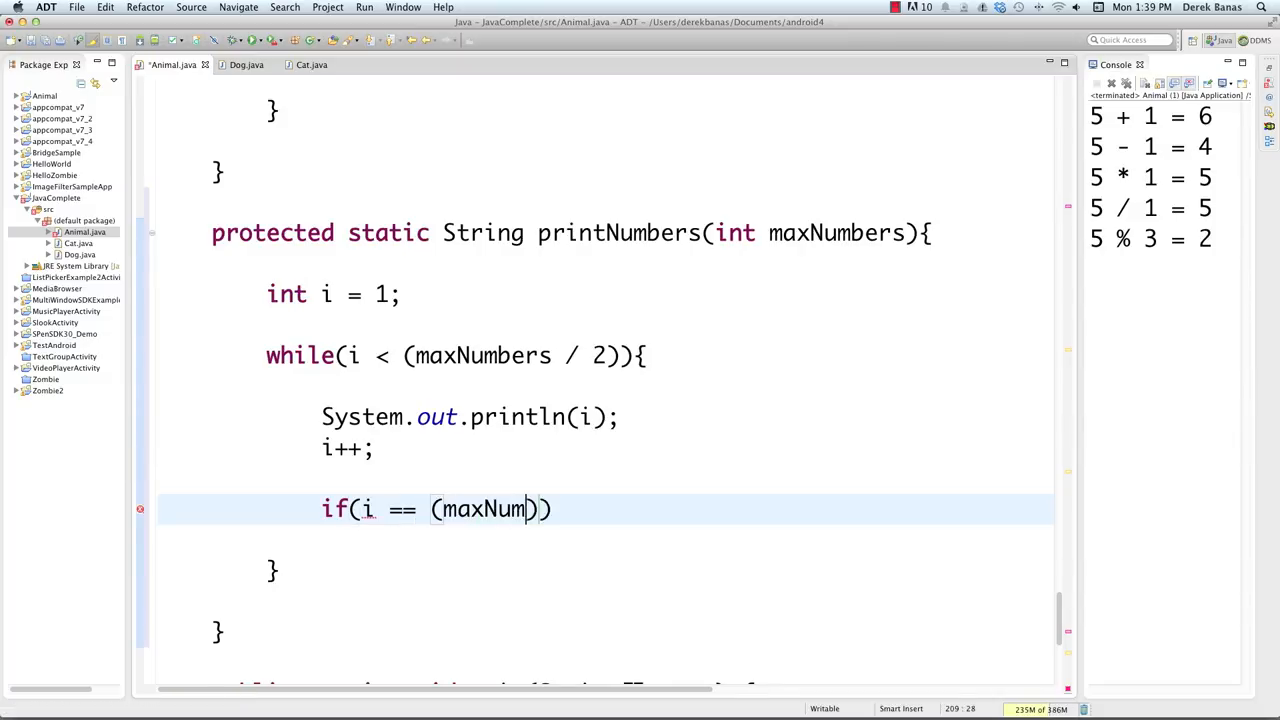 ADT File Edit Refactor Source Navigate Search Project Run Window Help 10 Mon 1:39 PM Derek Banas
Java - JavaComplete/src/Animal.java - ADT - /Users/derekbanas/Documents/android4
Quick Access Java DDMS
Package Exp *Animal.java Dog.java Cat.java Console
<terminated> Animal (1) [Java Application] /S
Animal
appcompat_v7
appcompat_v7_2
appcompat_v7_3
appcompat_v7_4
BridgeSample
HelloWorld
HelloZombie
ImageFilterSampleApp
JavaComplete
src
(default package)
Animal.java
Cat.java
Dog.java
JRE System Library [Ja
ListPickerExample2Activi
MediaBrowser
MultiWindowSDKExample
MusicPlayerActivity
SlookActivity
SPenSDK30_Demo
TestAndroid
TextGroupActivity
VideoPlayerActivity
Zombie
Zombie2
}
}
protected static String printNumbers(int maxNumbers){
int i = 1;
while(i < (maxNumbers / 2)){
System.out.println(i);
i++;
if(i == (maxNum))
}
}
5 + 1 = 6
5 - 1 = 4
5 * 1 = 5
5 / 1 = 5
5 % 3 = 2
Writable Smart Insert 209 : 28 235M of 386M